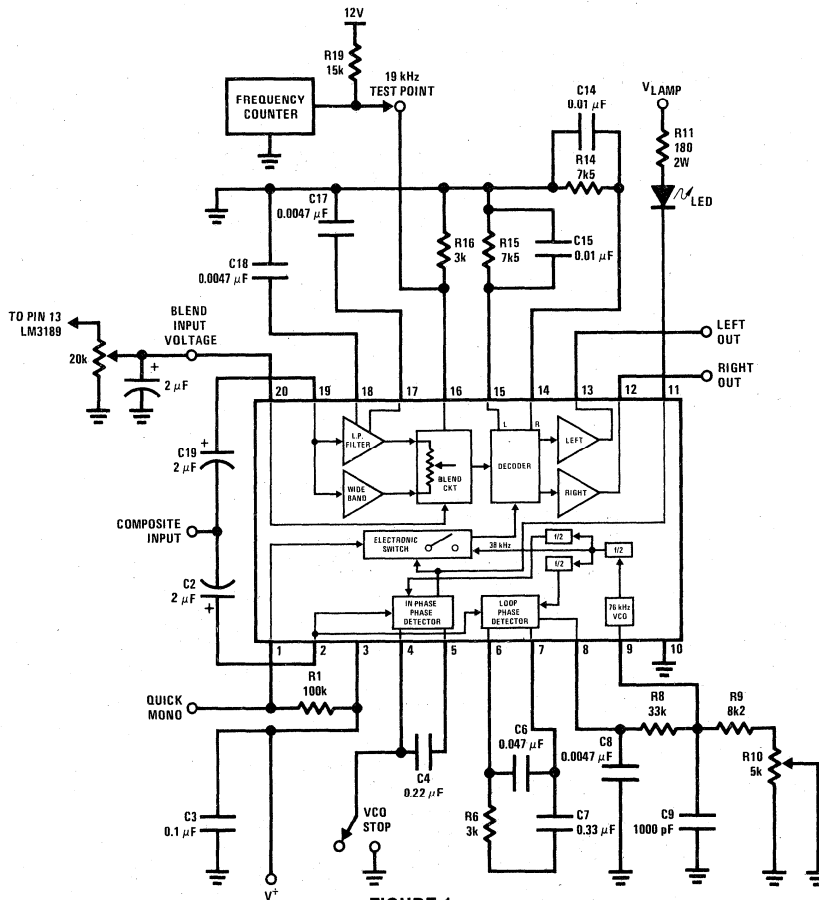 12V
R19
15k
19 kHz
TEST POINT
FREQUENCY
COUNTER
C14
0.01 µF
R14
7k5
VLAMP
R11
180
2W
LED
C17
0.0047 µF
C18
0.0047 µF
R16
3k
R15
7k5
C15
0.01 µF
TO PIN 13
LM3189
20k
BLEND
INPUT
VOLTAGE
+
2 µF
LEFT
OUT
RIGHT
OUT
20 19 18 17 16 15 14 13 12 11
L.P.
FILTER
WIDE
BAND
BLEND
CKT
L R
DECODER
LEFT
RIGHT
C19
2 µF
+
COMPOSITE
INPUT
C2
2 µF
+
ELECTRONIC
SWITCH
38 kHz
f/2
f/2
f/2
IN PHASE
PHASE
DETECTOR
LOOP
PHASE
DETECTOR
76 kHz
VCO
1 2 3 4 5 6 7 8 9 10
QUICK
MONO
R1
100k
C3
0.1 µF
V+
C4
0.22 µF
VCO
STOP
C6
0.047 µF
R6
3k
C7
0.33 µF
C8
0.0047 µF
R8
33k
R9
8k2
R10
5k
C9
1000 pF